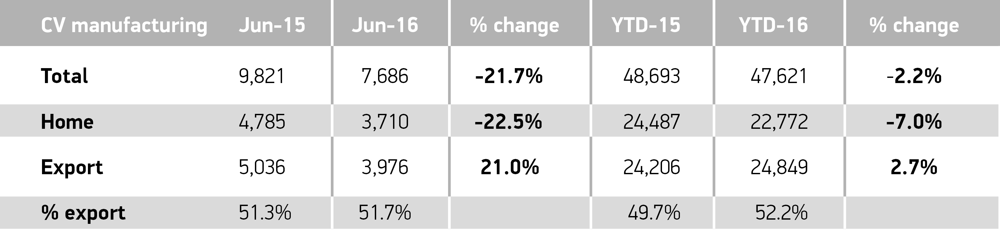 CV manufacturing Jun-15 Jun-16 % change YTD-15 YTD-16 % change
Total 9,821 7,686 -21.7% 48,693 47,621 -2.2%
Home 4,785 3,710 -22.5% 24,487 22,772 -7.0%
Export 5,036 3,976 21.0% 24,206 24,849 2.7%
% export 51.3% 51.7% 49.7% 52.2%